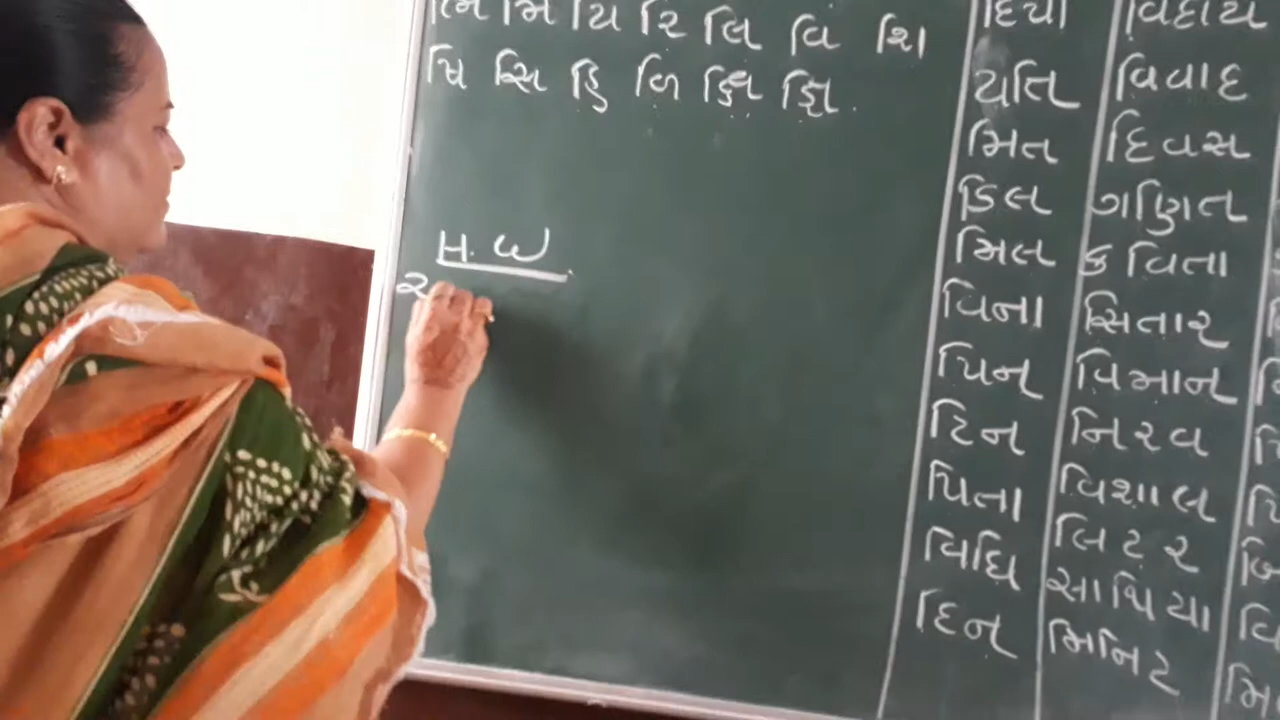 મિ યિ રિ લિ વિ શિ
ષિ સિ હિ ળિ ક્ષિ જ્ઞિ.
H.W
ર
યતિ
મિત
કિલ
મિલ
વિના
પિન
ટિન
પિતા
વિધિ
દિન
વિદાય
વિવાદ
દિવસ
ગણિત
કવિતા
સિતાર
વિમાન
નિરવ
વિશાલ
લિટર
સાથિયા
મિનિટ